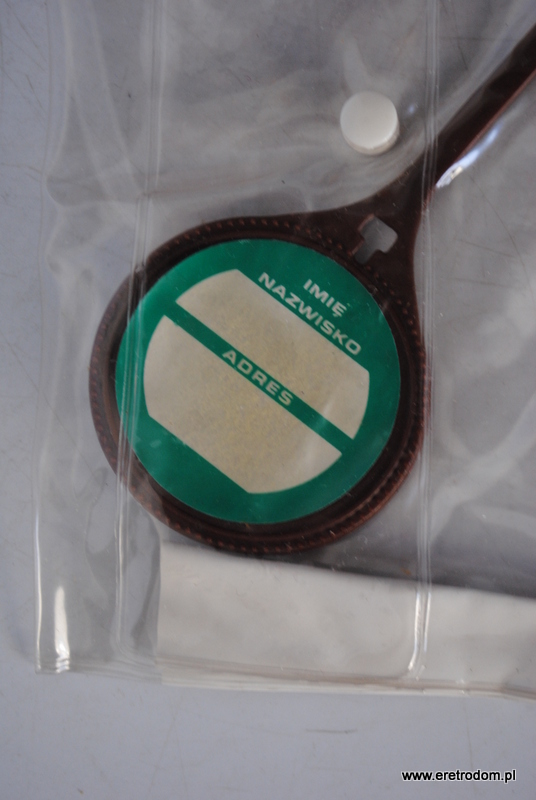 IMIĘ
NAZWISKO
ADRES
www.eretrodom.pl